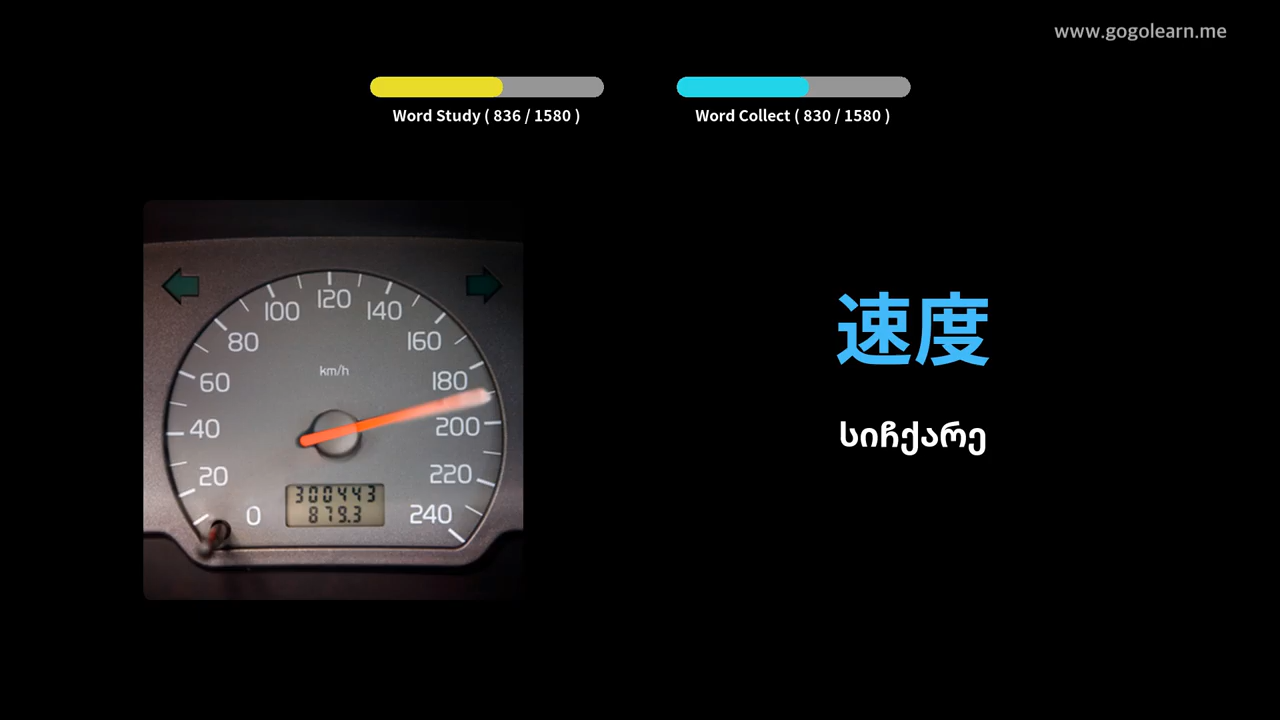 www.gogolearn.me
Word Study ( 836 / 1580 )
Word Collect ( 830 / 1580 )
120
100
140
80
160
km/h
60
180
40
200
20
220
300443
0
240
879.3
速度
სიჩქარე